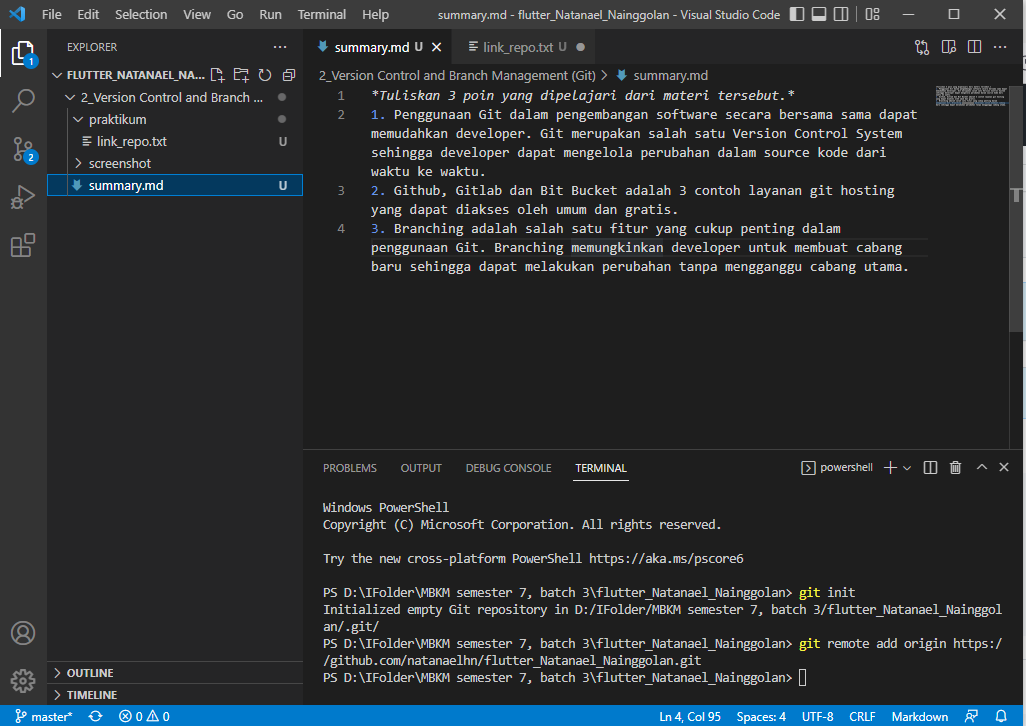 File Edit Selection View Go Run Terminal Help summary.md - flutter_Natanael_Nainggolan - Visual Studio Code
EXPLORER
FLUTTER_NATANAEL_NA...
2_Version Control and Branch ...
praktikum
link_repo.txt U
screenshot
summary.md U
OUTLINE
TIMELINE
1
2
summary.md U
link_repo.txt U
2_Version Control and Branch Management (Git) > summary.md
1 *Tuliskan 3 poin yang dipelajari dari materi tersebut.*
2 1. Penggunaan Git dalam pengembangan software secara bersama sama dapat
memudahkan developer. Git merupakan salah satu Version Control System
sehingga developer dapat mengelola perubahan dalam source kode dari
waktu ke waktu.
3 2. Github, Gitlab dan Bit Bucket adalah 3 contoh layanan git hosting
yang dapat diakses oleh umum dan gratis.
4 3. Branching adalah salah satu fitur yang cukup penting dalam
penggunaan Git. Branching memungkinkan developer untuk membuat cabang
baru sehingga dapat melakukan perubahan tanpa mengganggu cabang utama.
PROBLEMS OUTPUT DEBUG CONSOLE TERMINAL powershell
Windows PowerShell
Copyright (C) Microsoft Corporation. All rights reserved.
Try the new cross-platform PowerShell https://aka.ms/pscore6
PS D:\IFolder\MBKM semester 7, batch 3\flutter_Natanael_Nainggolan> git init
Initialized empty Git repository in D:/IFolder/MBKM semester 7, batch 3/flutter_Natanael_Nainggol
an/.git/
PS D:\IFolder\MBKM semester 7, batch 3\flutter_Natanael_Nainggolan> git remote add origin https:/
/github.com/natanaelhn/flutter_Natanael_Nainggolan.git
PS D:\IFolder\MBKM semester 7, batch 3\flutter_Natanael_Nainggolan>
master* 0 0 Ln 4, Col 95 Spaces: 4 UTF-8 CRLF Markdown